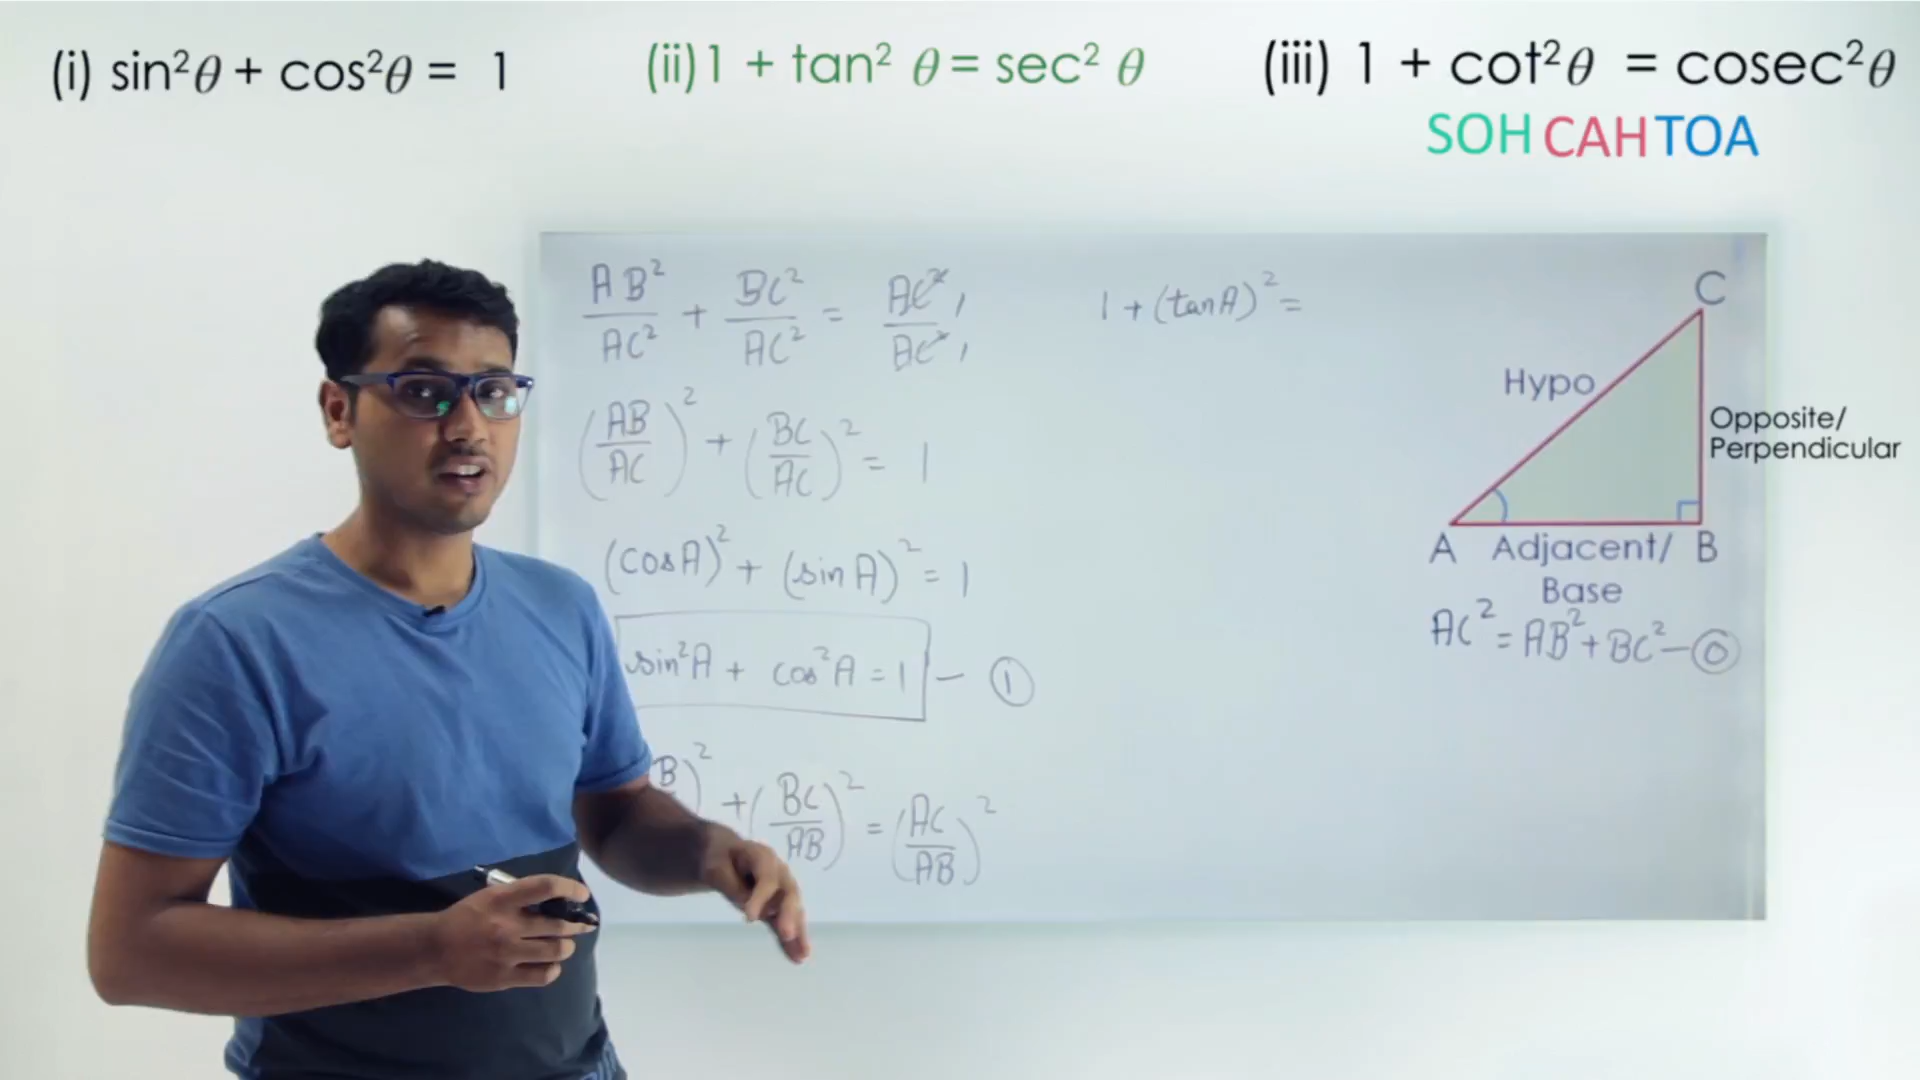 (i) sin²θ + cos²θ = 1
(ii) 1 + tan² θ = sec² θ
(iii) 1 + cot²θ = cosec²θ
SOH CAH TOA
AB²/AC² + BC²/AC² = AC²/AC²
(AB/AC)² + (BC/AC)² = 1
(cosA)² + (sinA)² = 1
sin²A + cos²A = 1 — ①
B)² + (BC/AB)² = (AC/AB)²
1 + (tanA)² =
C
Hypo
Opposite/
Perpendicular
A Adjacent/ B
Base
AC² = AB² + BC² — ⓪